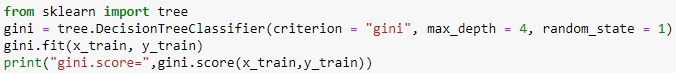 from sklearn import tree
gini = tree.DecisionTreeClassifier(criterion = "gini", max_depth = 4, random_state = 1)
gini.fit(x_train, y_train)
print("gini.score=",gini.score(x_train,y_train))